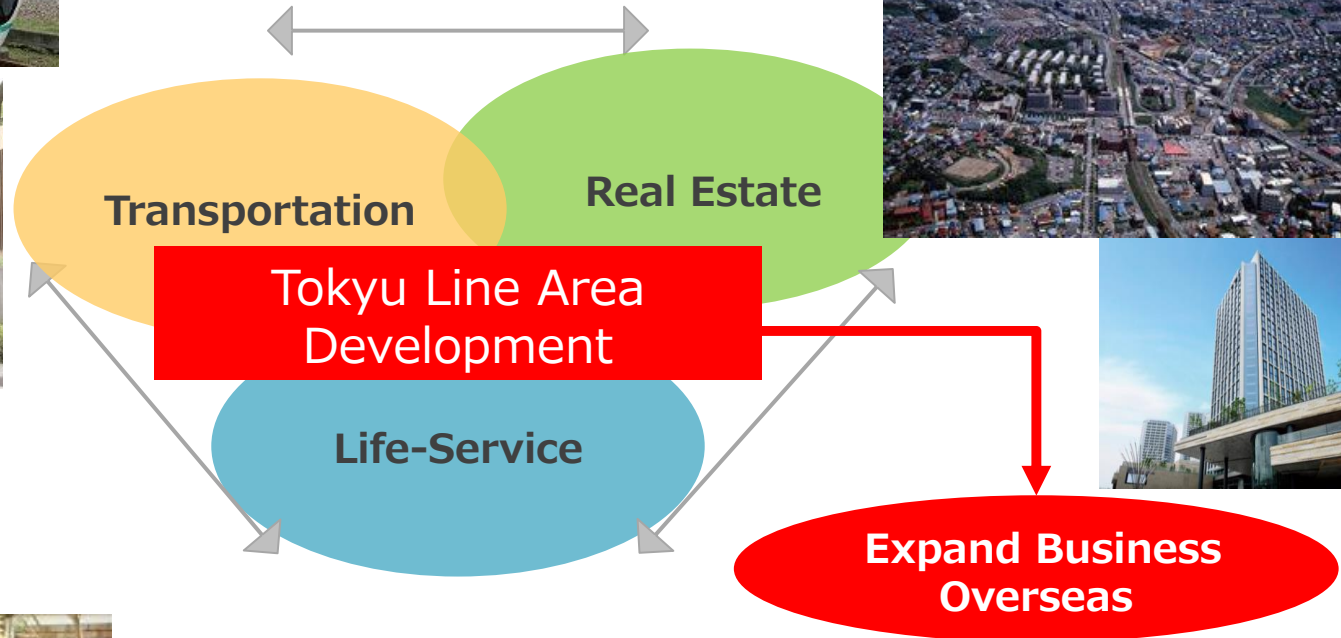 Transportation
Real Estate
Tokyu Line Area
Development
Life-Service
Expand Business
Overseas